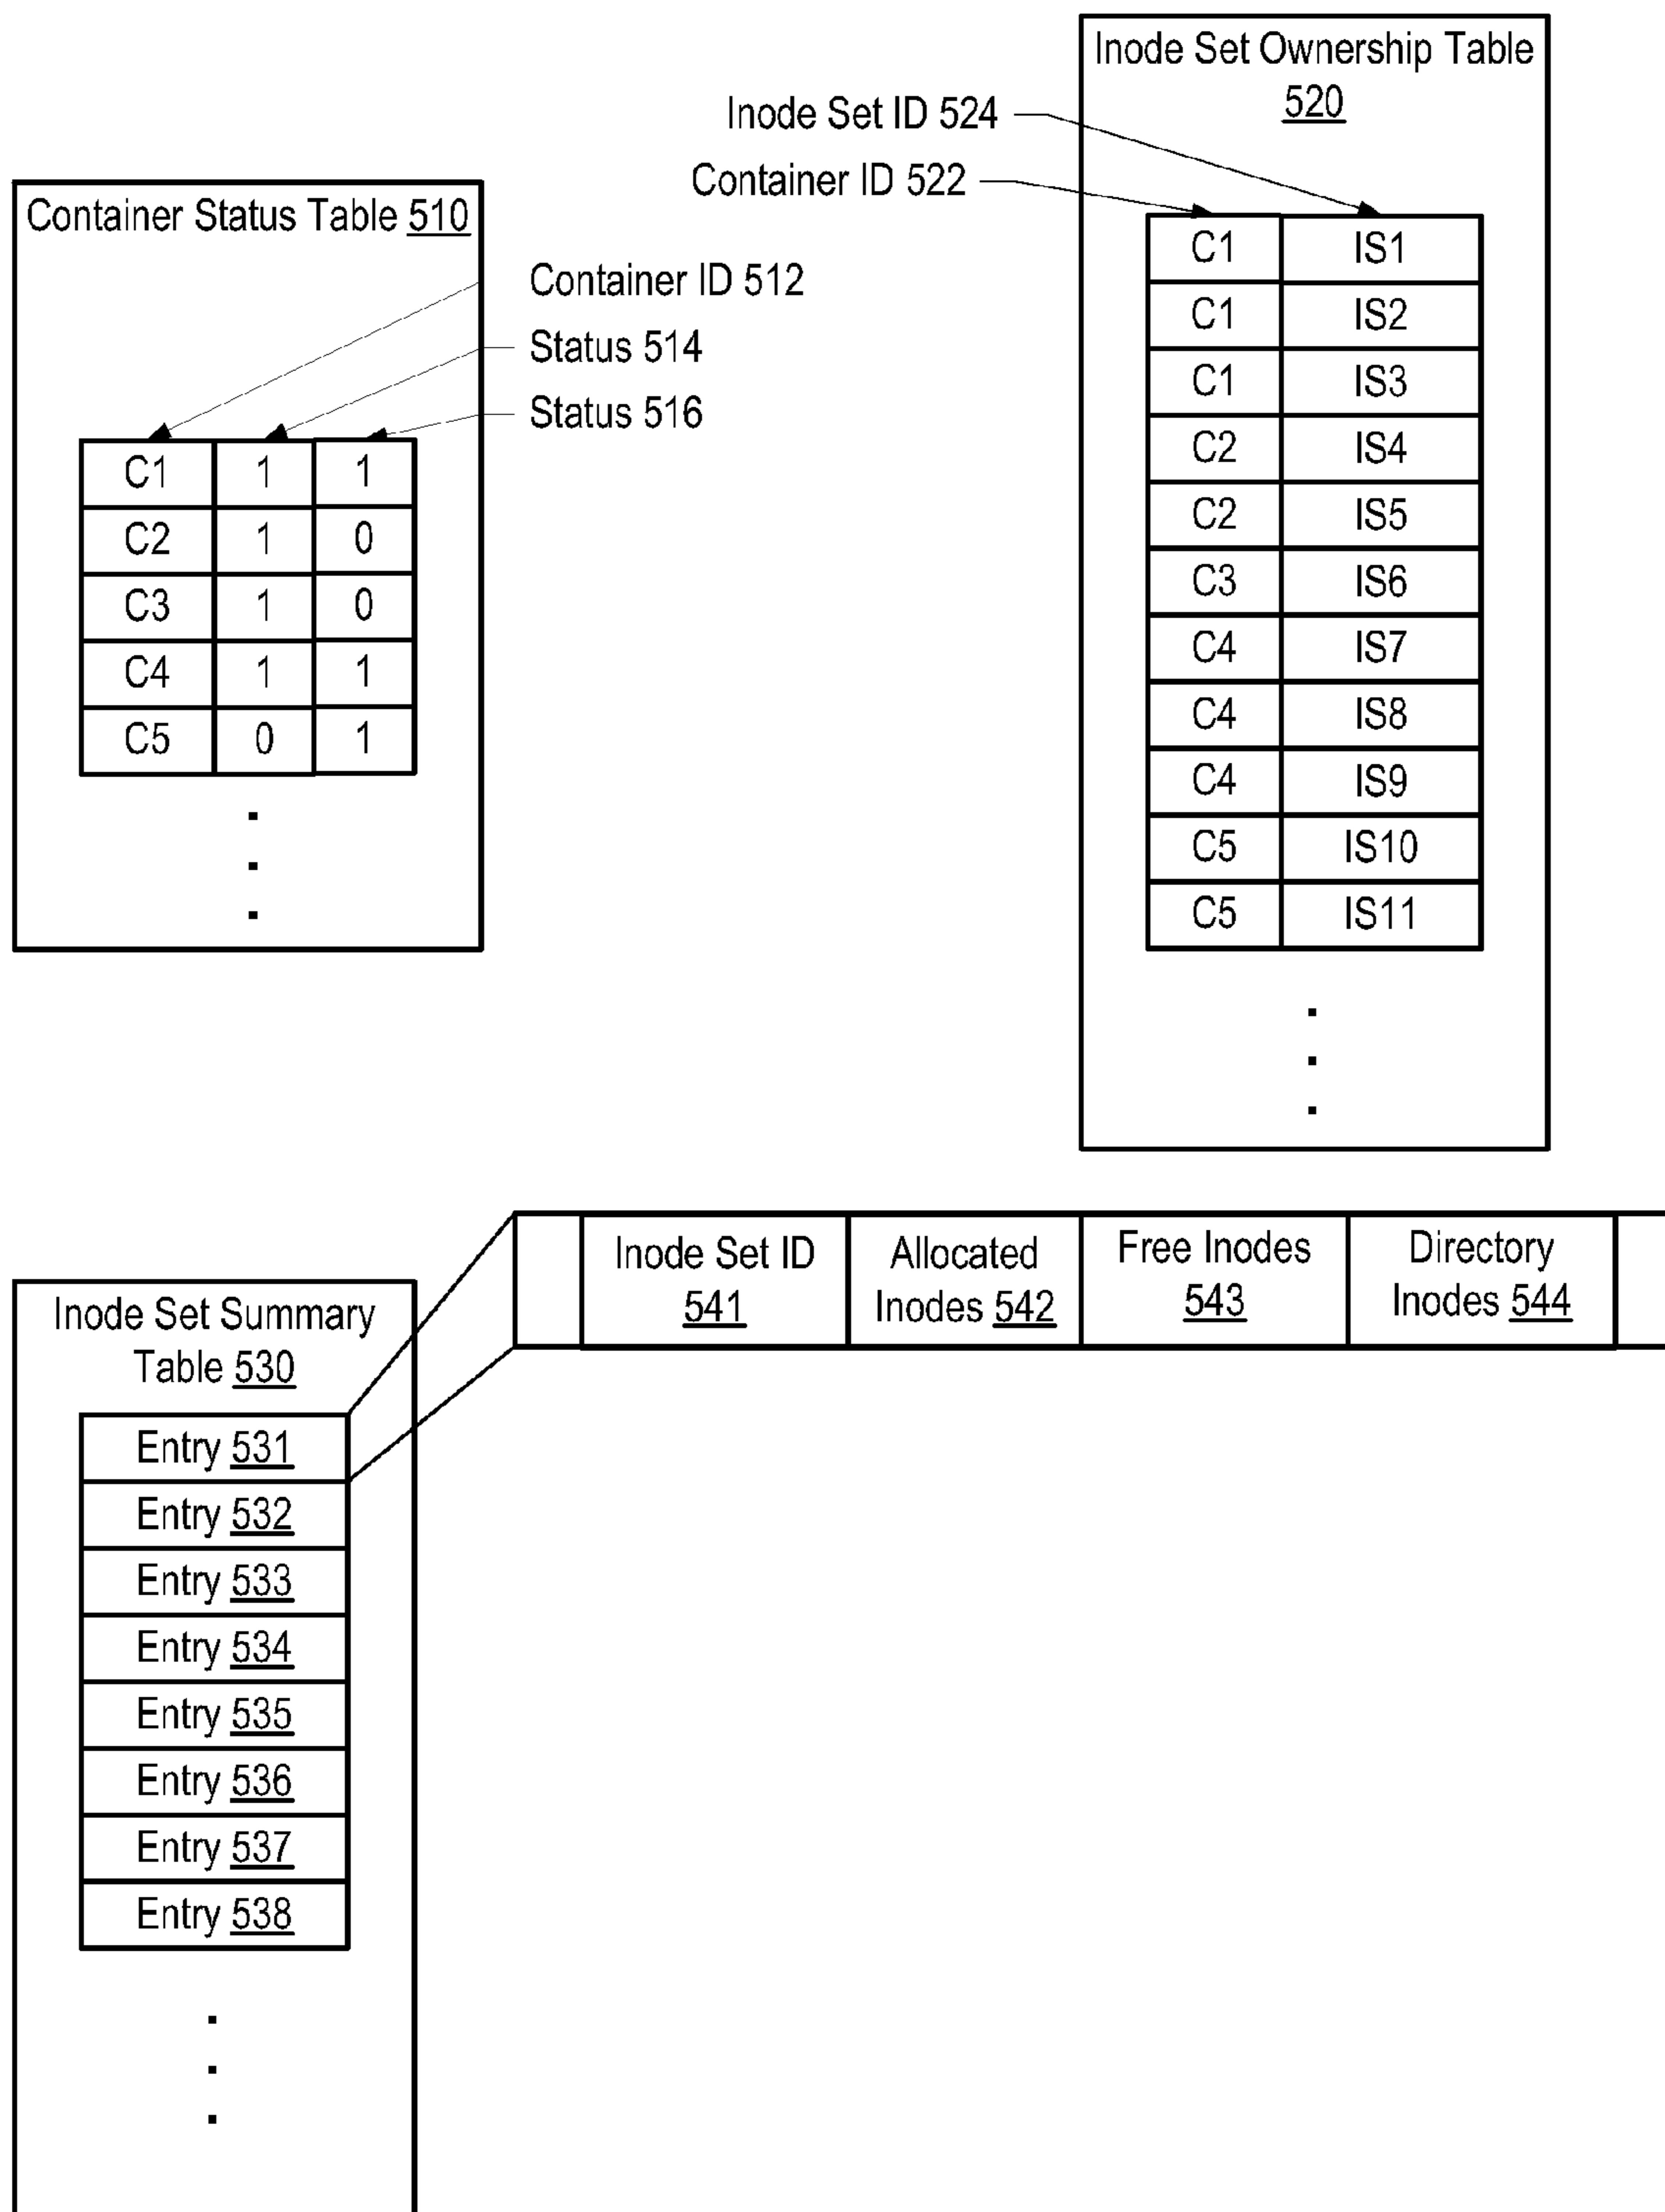 Inode Set Ownership Table
520
Inode Set ID 524
Container ID 522
C1 IS1
C1 IS2
C1 IS3
C2 IS4
C2 IS5
C3 IS6
C4 IS7
C4 IS8
C4 IS9
C5 IS10
C5 IS11
Container Status Table 510
Container ID 512
Status 514
Status 516
C1 1 1
C2 1 0
C3 1 0
C4 1 1
C5 0 1
Inode Set ID
541
Allocated
Inodes 542
Free Inodes
543
Directory
Inodes 544
Inode Set Summary
Table 530
Entry 531
Entry 532
Entry 533
Entry 534
Entry 535
Entry 536
Entry 537
Entry 538